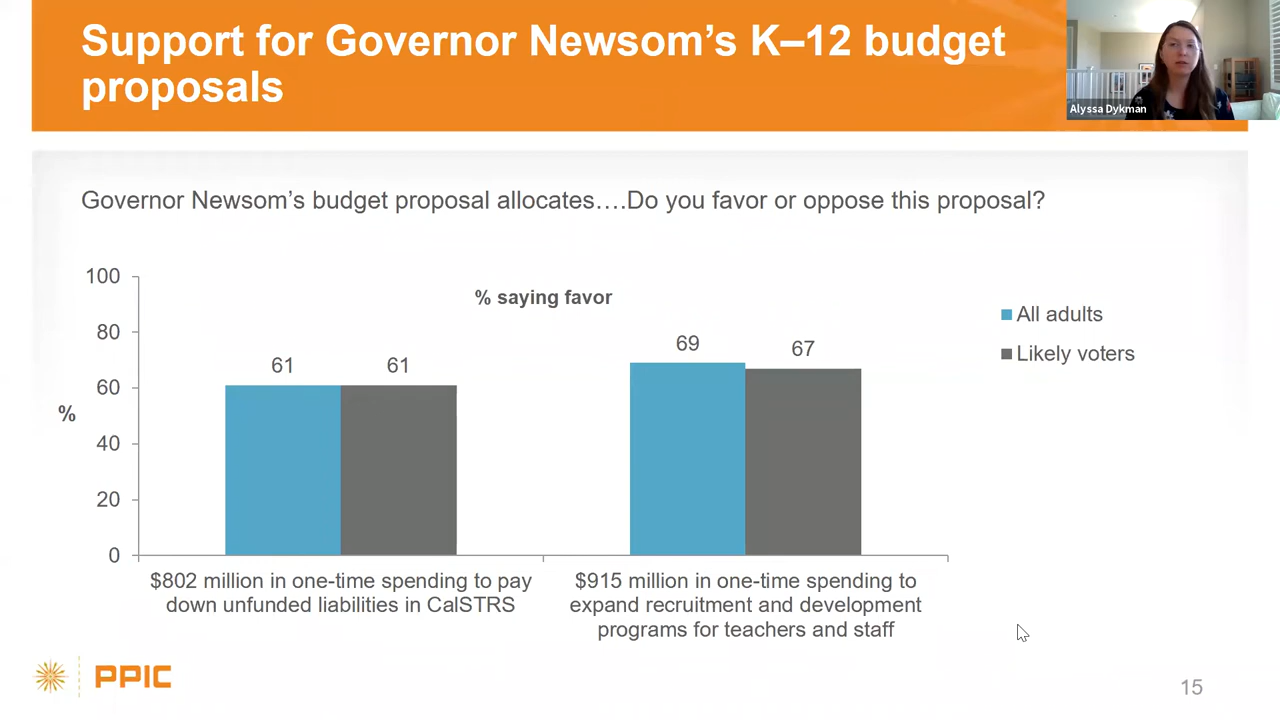 Support for Governor Newsom’s K–12 budget
proposals
Alyssa Dykman
Governor Newsom’s budget proposal allocates….Do you favor or oppose this proposal?
% saying favor
%
100
80
60
40
20
0
61
61
69
67
All adults
Likely voters
$802 million in one-time spending to pay
down unfunded liabilities in CalSTRS
$915 million in one-time spending to
expand recruitment and development
programs for teachers and staff
PPIC
15